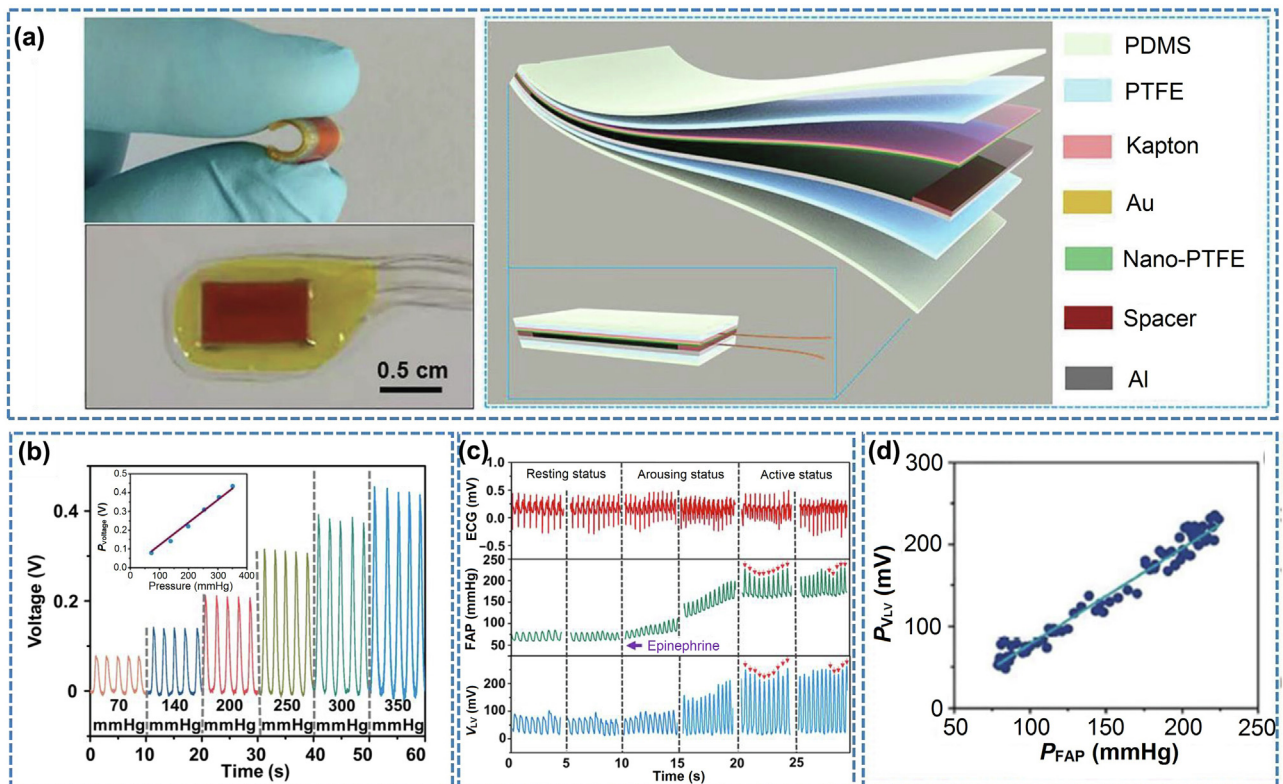 (a)
0.5 cm
PDMS
PTFE
Kapton
Au
Nano-PTFE
Spacer
Al
(b)
Voltage (V)
0.4
0.2
0
0.5
0.4
0.3
0.2
0.1
0.0
P_Voltage (V)
0 100 200 300 400
Pressure (mmHg)
70 140 200 250 300 350
mmHg mmHg mmHg mmHg mmHg mmHg
0 10 20 30 40 50 60
Time (s)
(c)
Resting status Arousing status Active status
ECG (mV)
1.0
0.5
0.0
−0.5
FAP (mmHg)
250
200
150
100
50
Epinephrine
V_LV (mV)
200
100
0
0 5 10 15 20 25
Time (s)
(d)
P_VLV (mV)
300
200
100
0
50 100 150 200 250
P_FAP (mmHg)